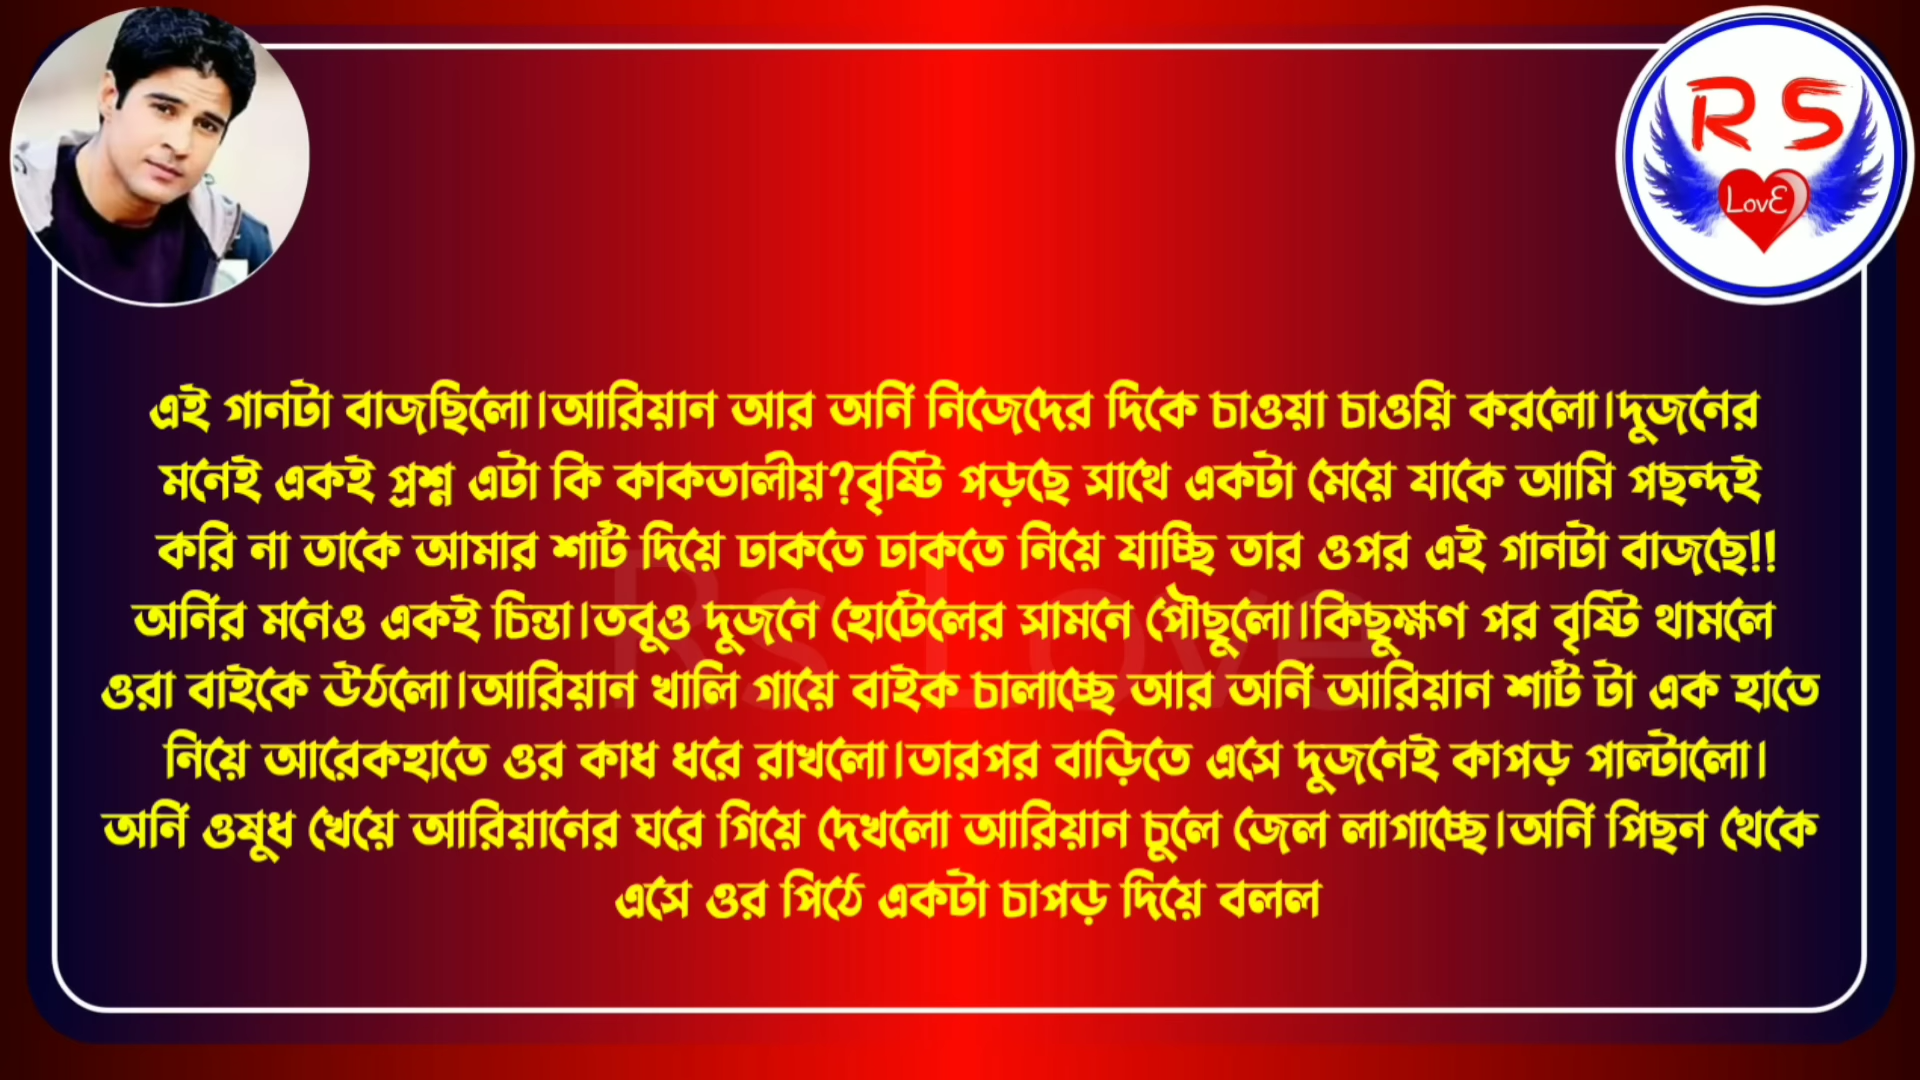 R S
LovE
এই গানটা বাজছিলো।আরিয়ান আর অর্নি নিজেদের দিকে চাওয়া চাওয়ি করলো।দুজনের
মনেই একই প্রশ্ন এটা কি কাকতালীয়?বৃষ্টি পড়ছে সাথে একটা মেয়ে যাকে আমি পছন্দই
করি না তাকে আমার শার্ট দিয়ে ঢাকতে ঢাকতে নিয়ে যাচ্ছি তার ওপর এই গানটা বাজছে!!
অর্নির মনেও একই চিন্তা।তবুও দুজনে হোটেলের সামনে পৌঁছুলো।কিছুক্ষণ পর বৃষ্টি থামলে
ওরা বাইকে উঠলো।আরিয়ান খালি গায়ে বাইক চালাচ্ছে আর অর্নি আরিয়ান শার্ট টা এক হাতে
নিয়ে আরেকহাতে ওর কাধ ধরে রাখলো।তারপর বাড়িতে এসে দুজনেই কাপড় পাল্টালো।
অর্নি ওষুধ খেয়ে আরিয়ানের ঘরে গিয়ে দেখলো আরিয়ান চুলে জেল লাগাচ্ছে।অর্নি পিছন থেকে
এসে ওর পিঠে একটা চাপড় দিয়ে বলল
Rs Love